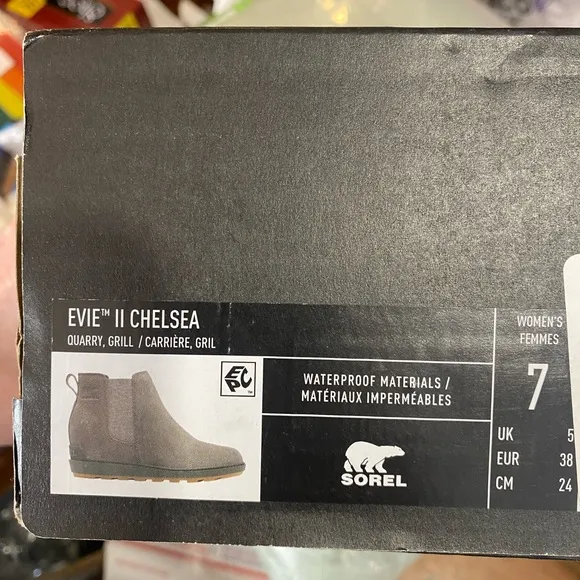 EVIE™ II CHELSEA
QUARRY, GRILL / CARRIÈRE, GRIL
WATERPROOF MATERIALS /
MATÉRIAUX IMPERMÉABLES
SOREL
WOMEN'S
FEMMES
7
UK 5
EUR 38
CM 24